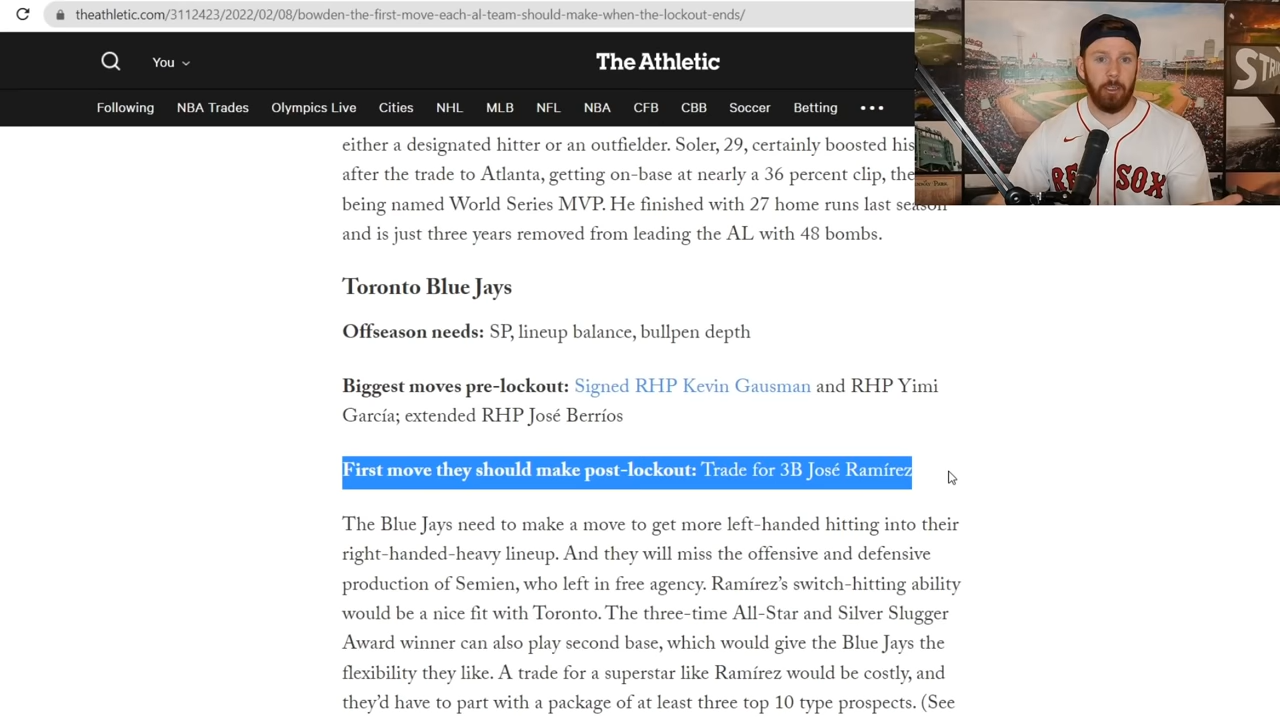 theathletic.com/3112423/2022/02/08/bowden-the-first-move-each-al-team-should-make-when-the-lockout-ends/
You
The Athletic
Following NBA Trades Olympics Live Cities NHL MLB NFL NBA CFB CBB Soccer Betting •••
either a designated hitter or an outfielder. Soler, 29, certainly boosted his
after the trade to Atlanta, getting on-base at nearly a 36 percent clip, the
being named World Series MVP. He finished with 27 home runs last season
and is just three years removed from leading the AL with 48 bombs.
Toronto Blue Jays
Offseason needs: SP, lineup balance, bullpen depth
Biggest moves pre-lockout: Signed RHP Kevin Gausman and RHP Yimi
García; extended RHP José Berríos
First move they should make post-lockout: Trade for 3B José Ramírez
The Blue Jays need to make a move to get more left-handed hitting into their
right-handed-heavy lineup. And they will miss the offensive and defensive
production of Semien, who left in free agency. Ramírez’s switch-hitting ability
would be a nice fit with Toronto. The three-time All-Star and Silver Slugger
Award winner can also play second base, which would give the Blue Jays the
flexibility they like. A trade for a superstar like Ramírez would be costly, and
they’d have to part with a package of at least three top 10 type prospects. (See
RED SOX
STR